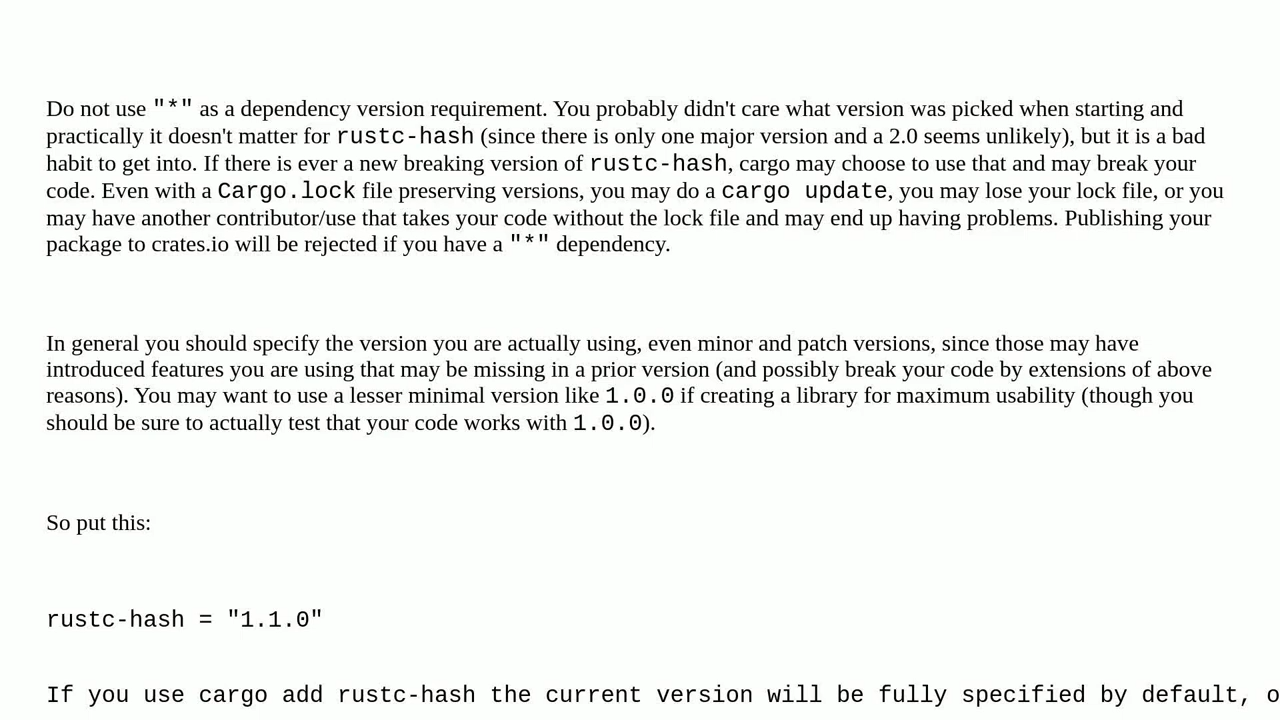 Do not use "*" as a dependency version requirement. You probably didn't care what version was picked when starting and
practically it doesn't matter for rustc-hash (since there is only one major version and a 2.0 seems unlikely), but it is a bad
habit to get into. If there is ever a new breaking version of rustc-hash, cargo may choose to use that and may break your
code. Even with a Cargo.lock file preserving versions, you may do a cargo update, you may lose your lock file, or you
may have another contributor/use that takes your code without the lock file and may end up having problems. Publishing your
package to crates.io will be rejected if you have a "*" dependency.
In general you should specify the version you are actually using, even minor and patch versions, since those may have
introduced features you are using that may be missing in a prior version (and possibly break your code by extensions of above
reasons). You may want to use a lesser minimal version like 1.0.0 if creating a library for maximum usability (though you
should be sure to actually test that your code works with 1.0.0).
So put this:
rustc-hash = "1.1.0"
If you use cargo add rustc-hash the current version will be fully specified by default,